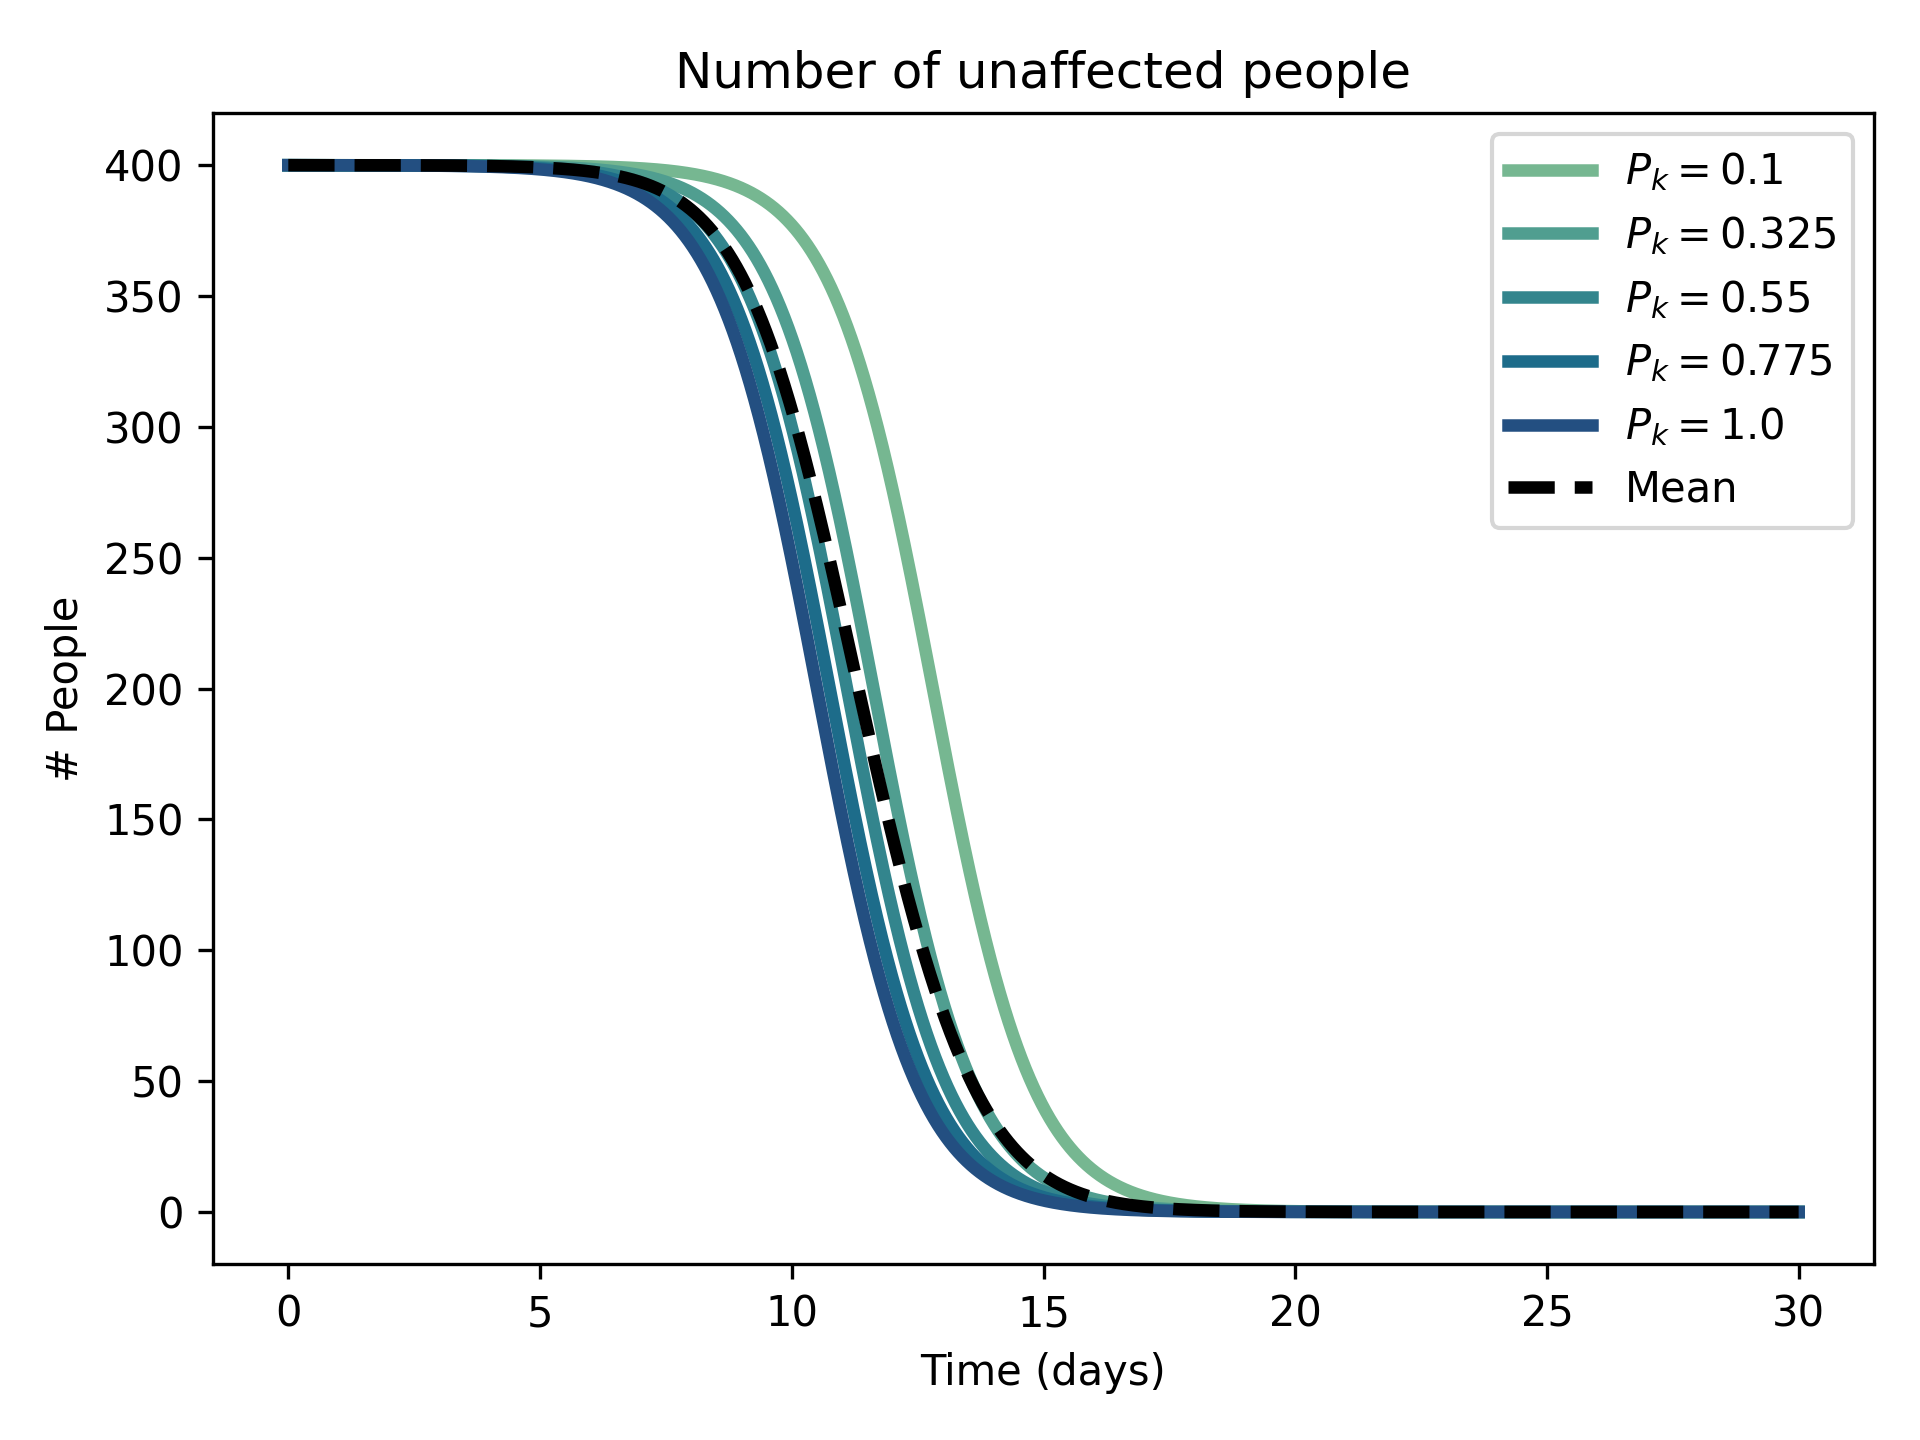 Number of unaffected people
400
350
300
250
200
150
100
50
0
# People
0 5 10 15 20 25 30
Time (days)
P_k = 0.1
P_k = 0.325
P_k = 0.55
P_k = 0.775
P_k = 1.0
Mean